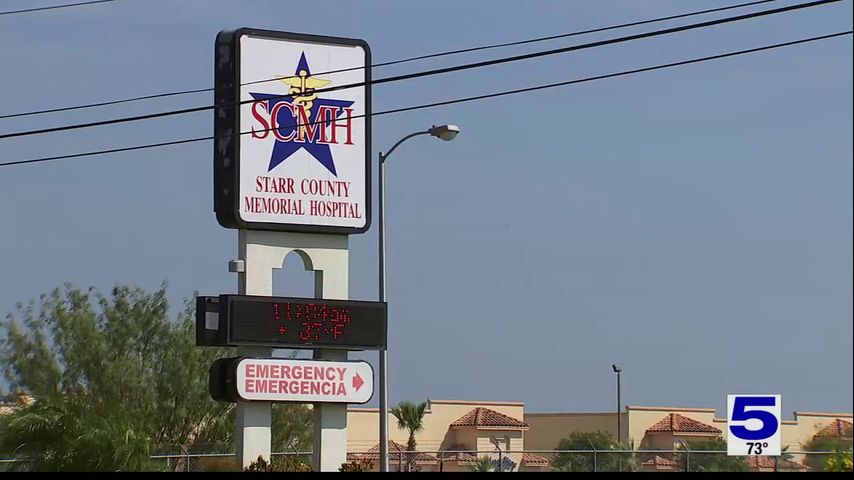 SCMH
STARR COUNTY
MEMORIAL HOSPITAL
EMERGENCY
EMERGENCIA
5
73°